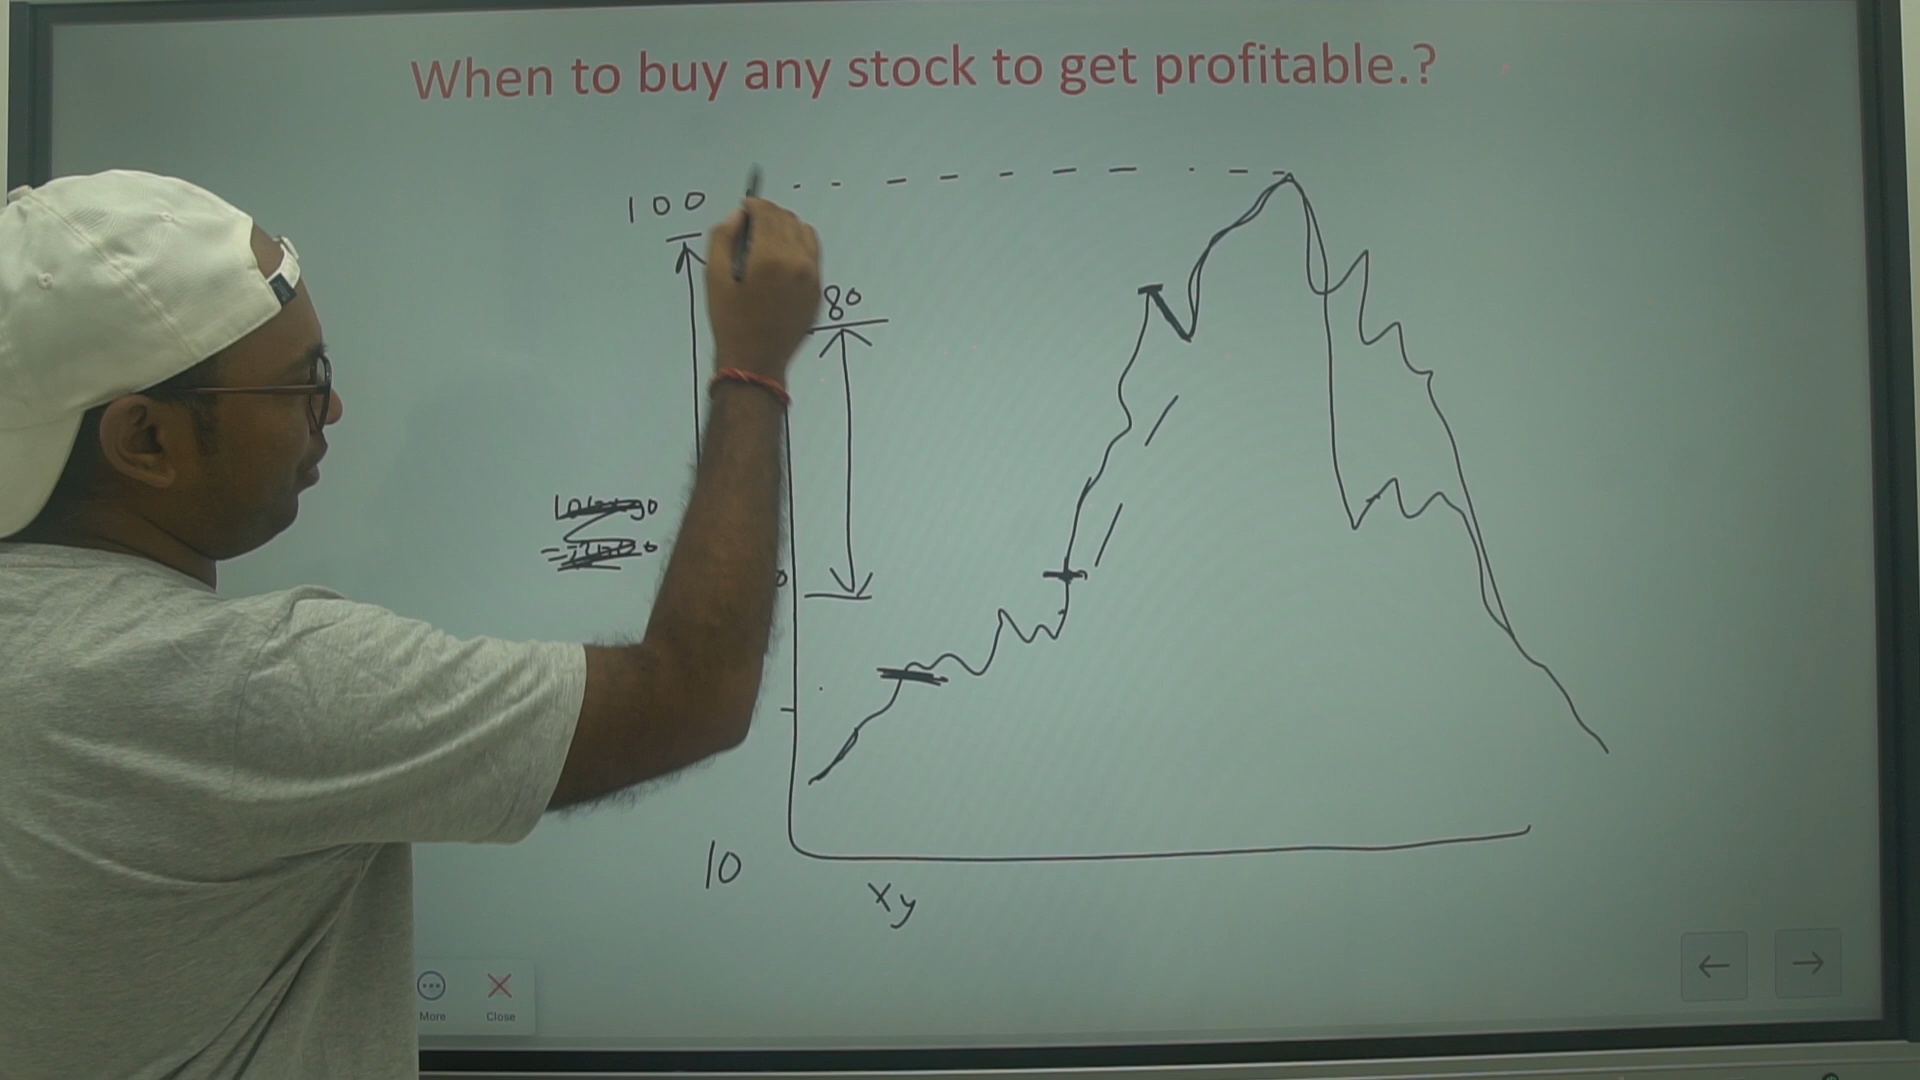 When to buy any stock to get profitable.?
100
80
10
xy
More
Close